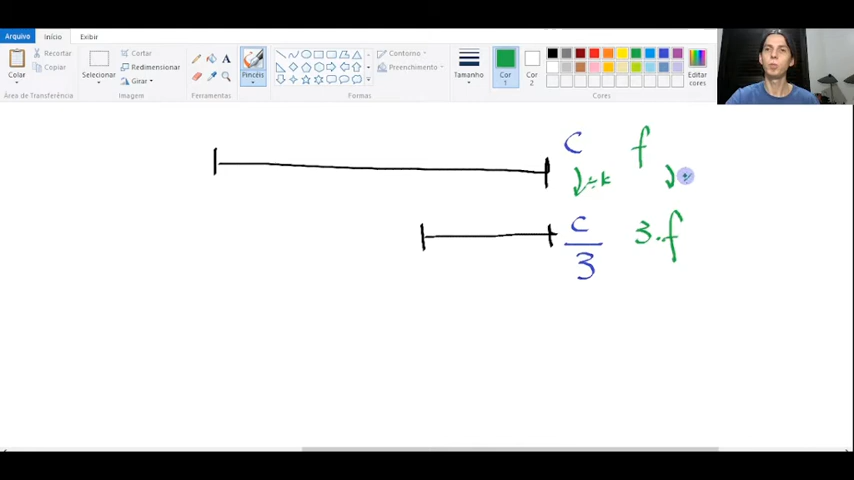 Arquivo Início Exibir
Colar
Recortar
Copiar
Área de Transferência
Selecionar
Cortar
Redimensionar
Girar
Imagem
A
Ferramentas
Pincéis
Contorno
Preenchimento
Formas
Tamanho
Cor
1
Cor
2
Cores
Editar
cores
c f
÷k
c
3
3.f